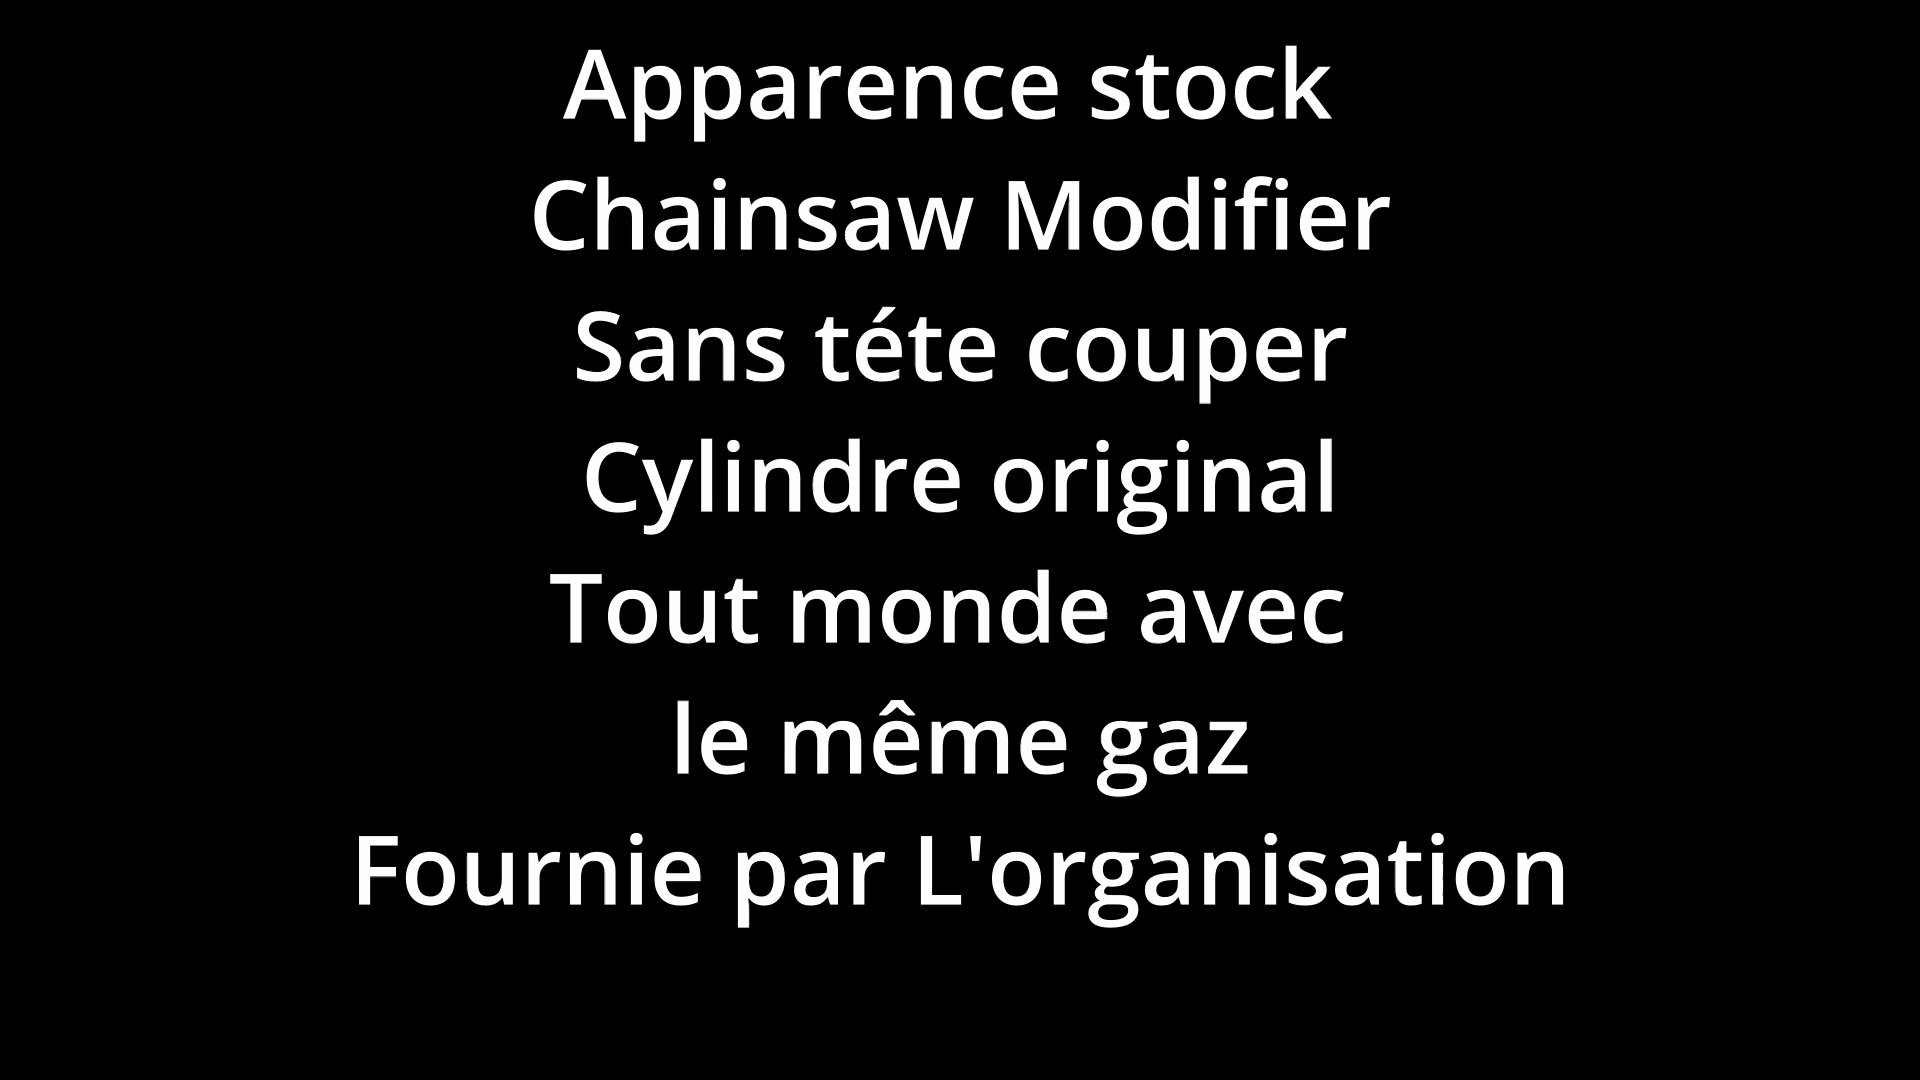 Apparence stock
Chainsaw Modifier
Sans téte couper
Cylindre original
Tout monde avec
le même gaz
Fournie par L'organisation